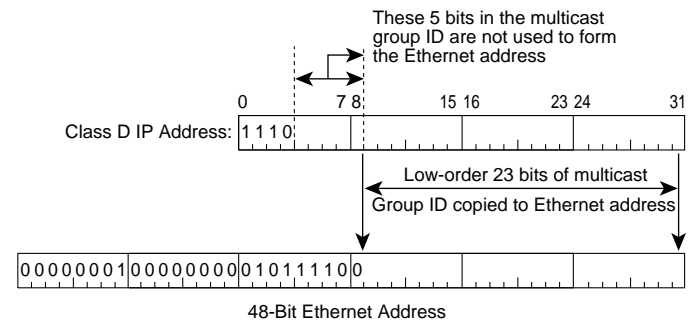 These 5 bits in the multicast
group ID are not used to form
the Ethernet address
0 7 8 15 16 23 24 31
Class D IP Address: 1 1 1 0
Low-order 23 bits of multicast
Group ID copied to Ethernet address
0 0 0 0 0 0 0 1 0 0 0 0 0 0 0 0 0 1 0 1 1 1 1 0 0
48-Bit Ethernet Address